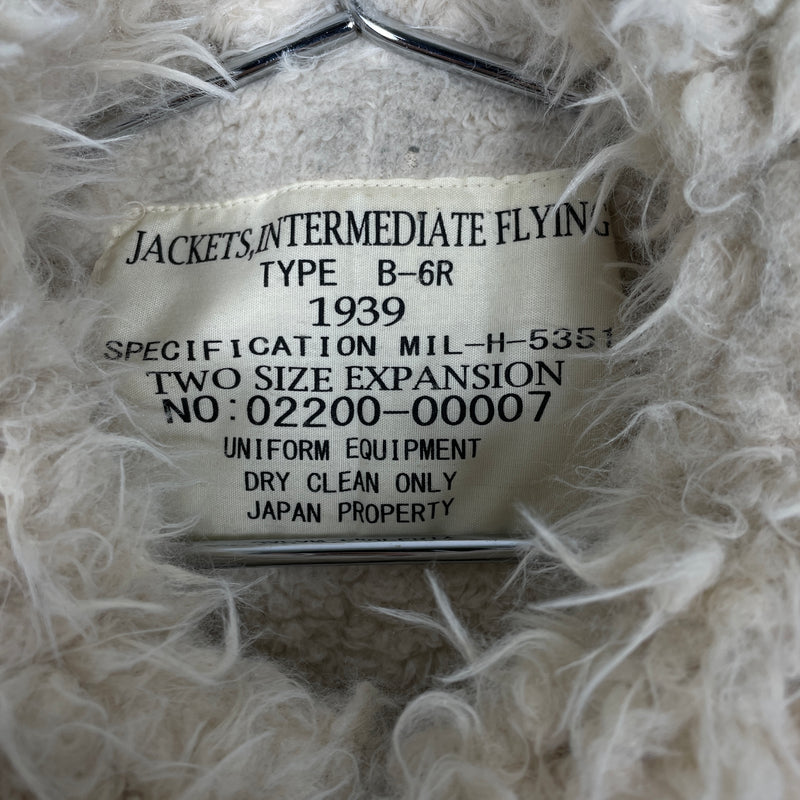 JACKETS,INTERMEDIATE FLYING
TYPE B-6R
1939
SPECIFICATION MIL-H-5351
TWO SIZE EXPANSION
NO:02200-00007
UNIFORM EQUIPMENT
DRY CLEAN ONLY
JAPAN PROPERTY